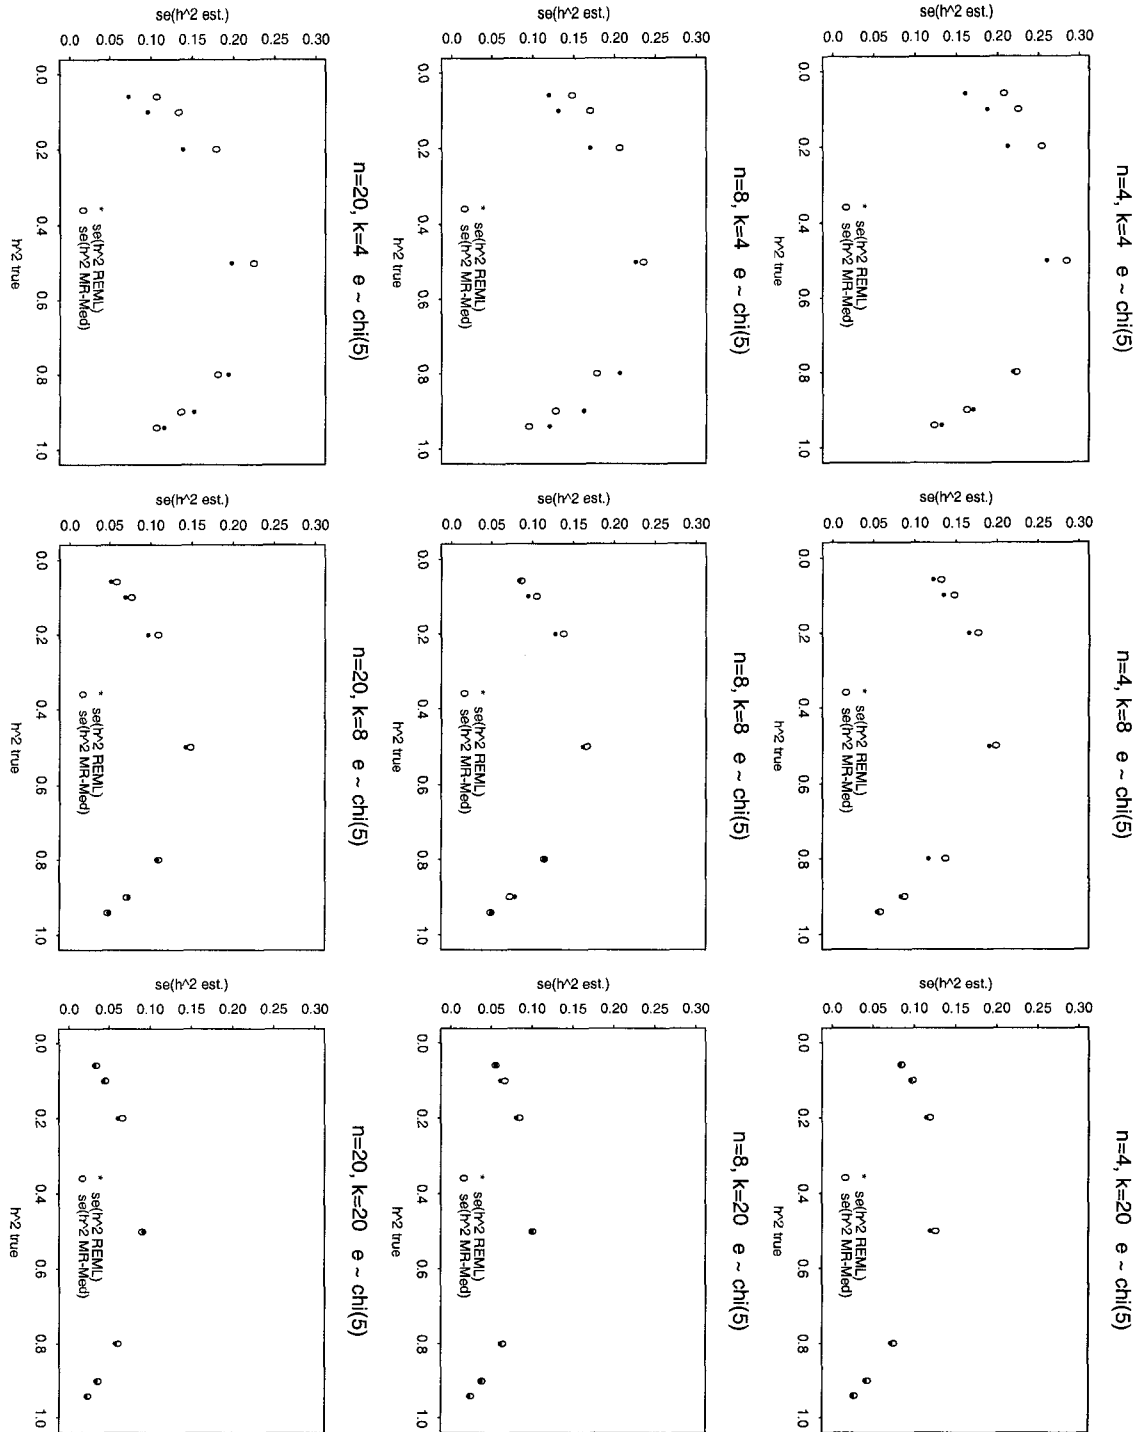 n=4, k=4 e ~ chi(5)
se(h^2 est.)
0.0 0.05 0.10 0.15 0.20 0.25 0.30
* se(h^2 REML)
o se(h^2 MR-Med)
0.0 0.2 0.4 0.6 0.8 1.0
h^2 true
n=4, k=8 e ~ chi(5)
se(h^2 est.)
0.0 0.05 0.10 0.15 0.20 0.25 0.30
* se(h^2 REML)
o se(h^2 MR-Med)
0.0 0.2 0.4 0.6 0.8 1.0
h^2 true
n=4, k=20 e ~ chi(5)
se(h^2 est.)
0.0 0.05 0.10 0.15 0.20 0.25 0.30
* se(h^2 REML)
o se(h^2 MR-Med)
0.0 0.2 0.4 0.6 0.8 1.0
h^2 true
n=8, k=4 e ~ chi(5)
se(h^2 est.)
0.0 0.05 0.10 0.15 0.20 0.25 0.30
* se(h^2 REML)
o se(h^2 MR-Med)
0.0 0.2 0.4 0.6 0.8 1.0
h^2 true
n=8, k=8 e ~ chi(5)
se(h^2 est.)
0.0 0.05 0.10 0.15 0.20 0.25 0.30
* se(h^2 REML)
o se(h^2 MR-Med)
0.0 0.2 0.4 0.6 0.8 1.0
h^2 true
n=8, k=20 e ~ chi(5)
se(h^2 est.)
0.0 0.05 0.10 0.15 0.20 0.25 0.30
* se(h^2 REML)
o se(h^2 MR-Med)
0.0 0.2 0.4 0.6 0.8 1.0
h^2 true
n=20, k=4 e ~ chi(5)
se(h^2 est.)
0.0 0.05 0.10 0.15 0.20 0.25 0.30
* se(h^2 REML)
o se(h^2 MR-Med)
0.0 0.2 0.4 0.6 0.8 1.0
h^2 true
n=20, k=8 e ~ chi(5)
se(h^2 est.)
0.0 0.05 0.10 0.15 0.20 0.25 0.30
* se(h^2 REML)
o se(h^2 MR-Med)
0.0 0.2 0.4 0.6 0.8 1.0
h^2 true
n=20, k=20 e ~ chi(5)
se(h^2 est.)
0.0 0.05 0.10 0.15 0.20 0.25 0.30
* se(h^2 REML)
o se(h^2 MR-Med)
0.0 0.2 0.4 0.6 0.8 1.0
h^2 true